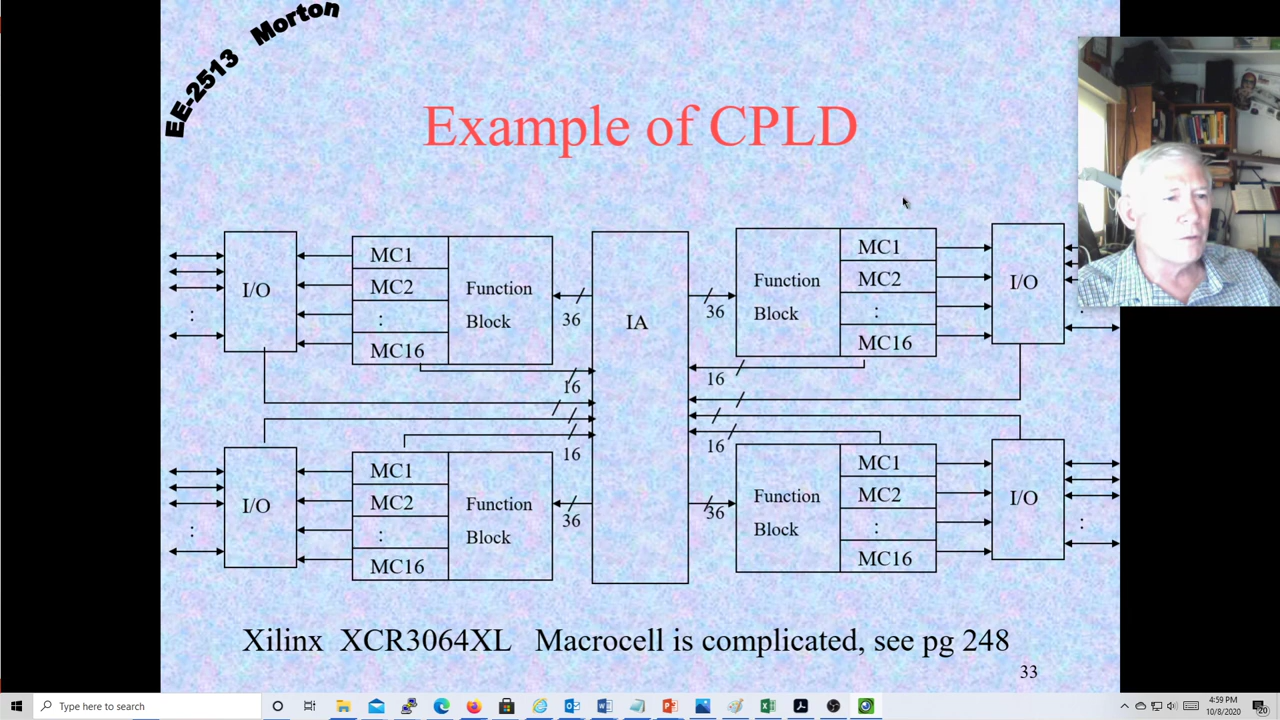 EE-2513 Morton
Example of CPLD
I/O
MC1
MC2
:
MC16
Function
Block
36
IA
36
Function
Block
MC1
MC2
:
MC16
I/O
:
16
16
16
16
I/O
:
MC1
MC2
:
MC16
Function
Block
36
36
Function
Block
MC1
MC2
:
MC16
I/O
:
Xilinx XCR3064XL Macrocell is complicated, see pg 248
33
Type here to search
4:59 PM
10/8/2020
20